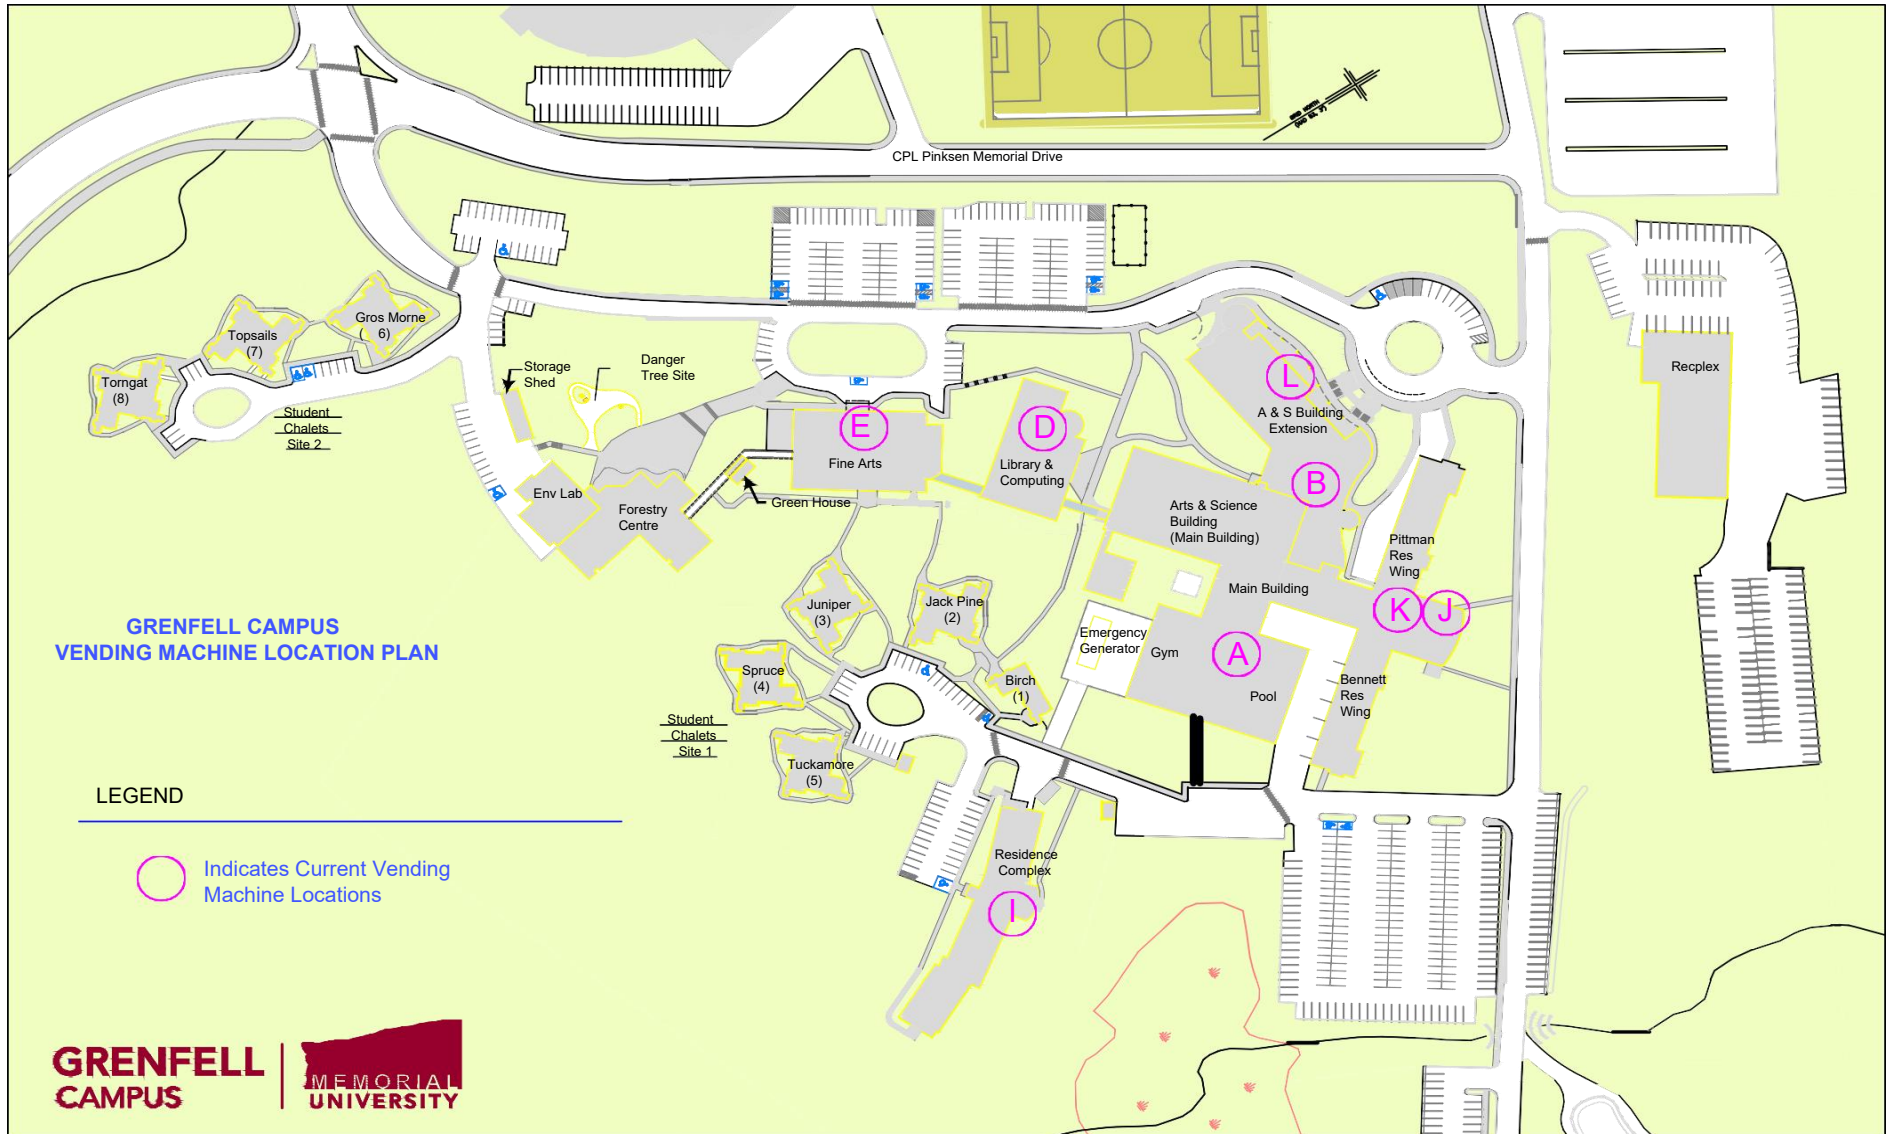 CPL Pinksen Memorial Drive
Gros Morne
( 6)
Topsails
(7)
Torngat
(8)
Student
Chalets
Site 2
Storage
Shed
Danger
Tree Site
E
Fine Arts
D
Library &
Computing
L
A & S Building
Extension
B
Recplex
Env Lab
Forestry
Centre
Green House
Arts & Science
Building
(Main Building)
Pittman
Res
Wing
Main Building
K
J
Juniper
(3)
Jack Pine
(2)
Emergency
Generator
Gym
A
Pool
Bennett
Res
Wing
Spruce
(4)
Birch
(1)
Student
Chalets
Site 1
Tuckamore
(5)
Residence
Complex
I
GRENFELL CAMPUS
VENDING MACHINE LOCATION PLAN
LEGEND
Indicates Current Vending
Machine Locations
GRENFELL
CAMPUS
MEMORIAL
UNIVERSITY